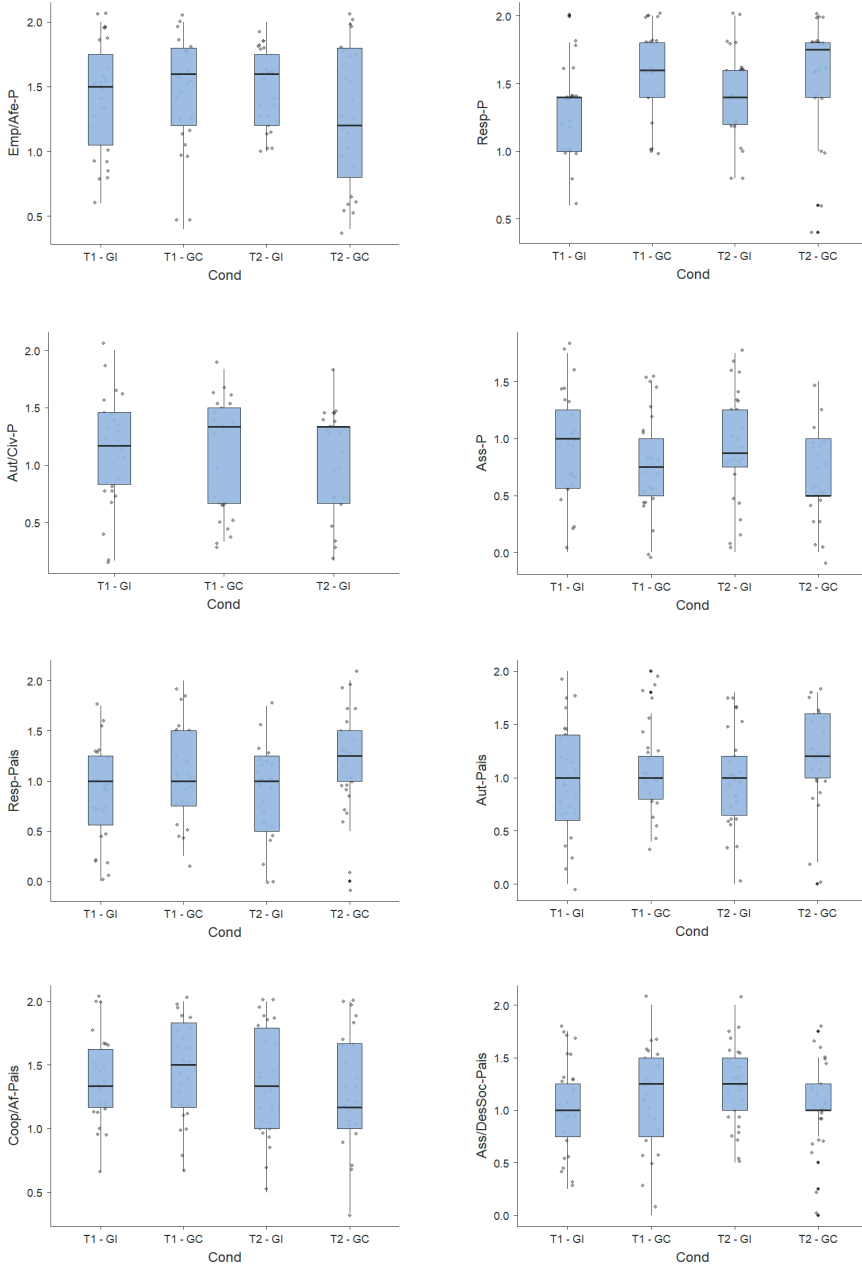 Emp/Afe-P
2.0
1.5
1.0
0.5
T1 - GI T1 - GC T2 - GI T2 - GC
Cond
Resp-P
2.0
1.5
1.0
0.5
T1 - GI T1 - GC T2 - GI T2 - GC
Cond
Aut/Civ-P
2.0
1.5
1.0
0.5
T1 - GI T1 - GC T2 - GI
Cond
Ass-P
1.5
1.0
0.5
0.0
T1 - GI T1 - GC T2 - GI T2 - GC
Cond
Resp-Pais
2.0
1.5
1.0
0.5
0.0
T1 - GI T1 - GC T2 - GI T2 - GC
Cond
Aut-Pais
2.0
1.5
1.0
0.5
0.0
T1 - GI T1 - GC T2 - GI T2 - GC
Cond
Coop/Af-Pais
2.0
1.5
1.0
0.5
T1 - GI T1 - GC T2 - GI T2 - GC
Cond
Ass/DesSoc-Pais
2.0
1.5
1.0
0.5
0.0
T1 - GI T1 - GC T2 - GI T2 - GC
Cond